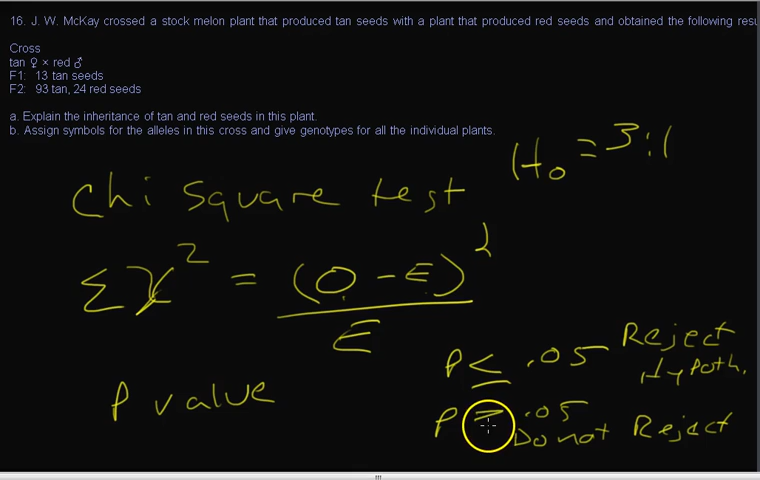 16. J. W. McKay crossed a stock melon plant that produced tan seeds with a plant that produced red seeds and obtained the following
Cross
tan ♀ × red ♂
F1: 13 tan seeds
F2: 93 tan, 24 red seeds
a. Explain the inheritance of tan and red seeds in this plant.
b. Assign symbols for the alleles in this cross and give genotypes for all the individual plants.
H₀ = 3:1
Chi square test
Σχ² = (O - E)²
E
P < .05 Reject
Hypoth.
P value
P .05
Do not Reject